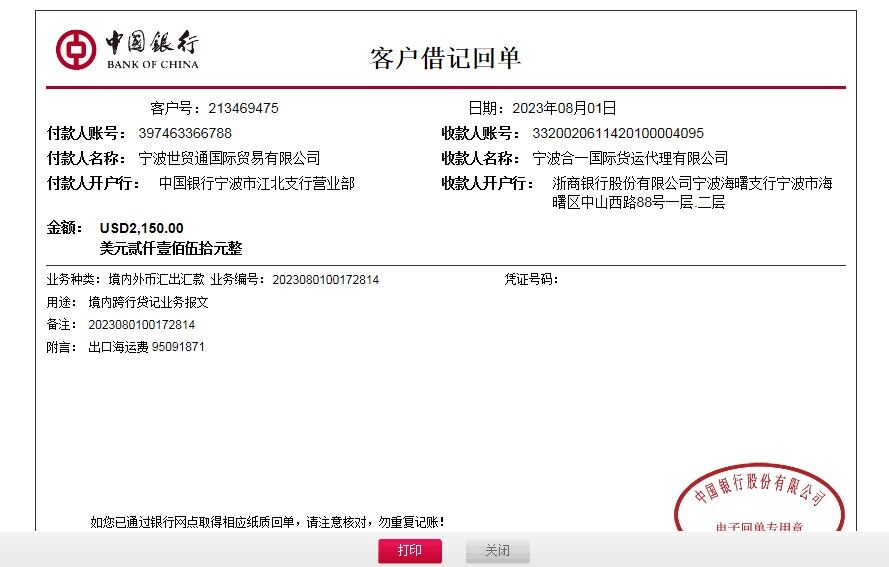 中国银行
BANK OF CHINA
客户借记回单
客户号：213469475 日期：2023年08月01日
付款人账号：397463366788 收款人账号：3320020611420100004095
付款人名称：宁波世贸通国际贸易有限公司 收款人名称：宁波合一国际货运代理有限公司
付款人开户行：中国银行宁波市江北支行营业部 收款人开户行：浙商银行股份有限公司宁波海曙支行宁波市海
曙区中山西路88号一层.二层
金额：USD2,150.00
美元贰仟壹佰伍拾元整
业务种类：境内外币汇出汇款 业务编号：2023080100172814 凭证号码：
用途：境内跨行贷记业务报文
备注：2023080100172814
附言：出口海运费 95091871
中国银行股份有限公司
如您已通过银行网点取得相应纸质回单，请注意核对，勿重复记账！
电子回单专用章
打印 关闭